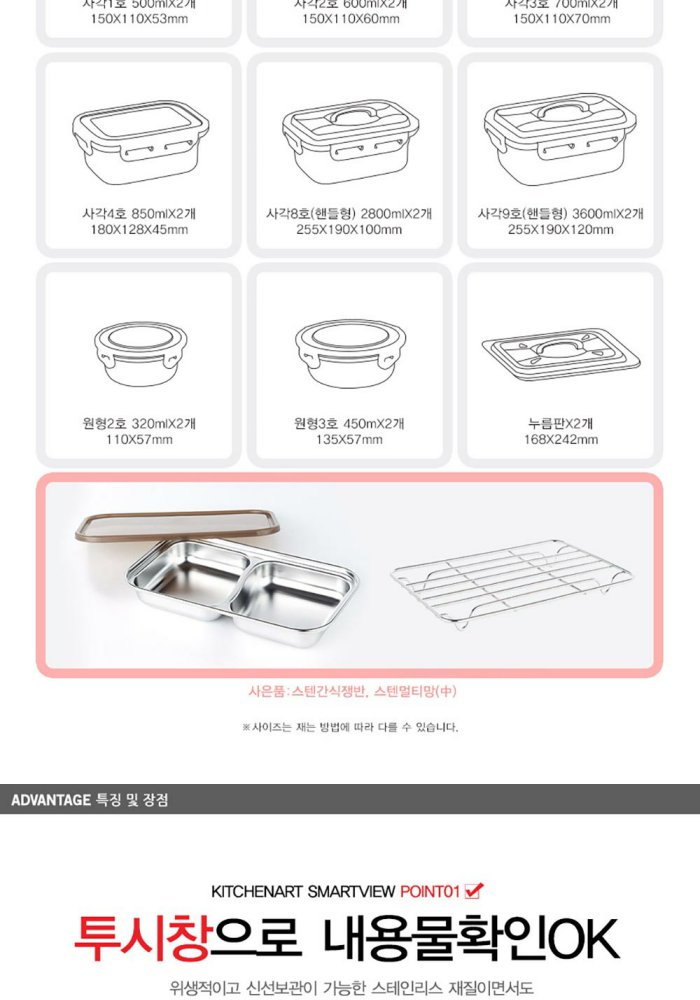 사각1호 500mlX2개
150X110X53mm
사각2호 600mlX2개
150X110X60mm
사각3호 700mlX2개
150X110X70mm
사각4호 850mlX2개
180X128X45mm
사각8호(핸들형) 2800mlX2개
255X190X100mm
사각9호(핸들형) 3600mlX2개
255X190X120mm
원형2호 320mlX2개
110X57mm
원형3호 450mX2개
135X57mm
누름판X2개
168X242mm
사은품:스텐간식쟁반, 스텐멀티망(中)
※사이즈는 재는 방법에 따라 다를 수 있습니다.
ADVANTAGE 특징 및 장점
KITCHENART SMARTVIEW POINT01
투시창으로 내용물확인OK
위생적이고 신선보관이 가능한 스테인리스 재질이면서도